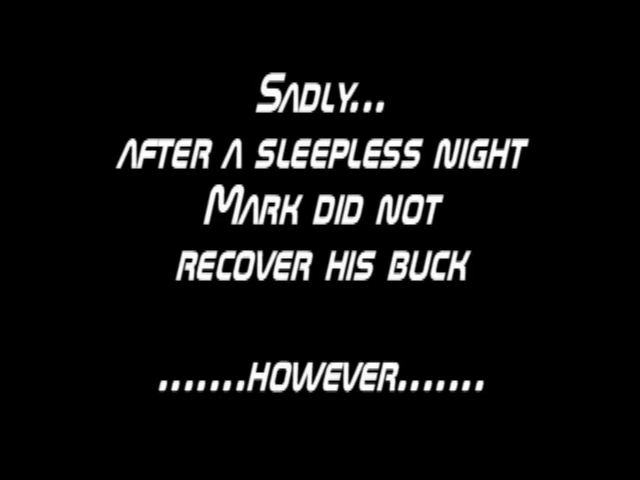 Sadly...
after a sleepless night
Mark did not
recover his buck
.......however.......